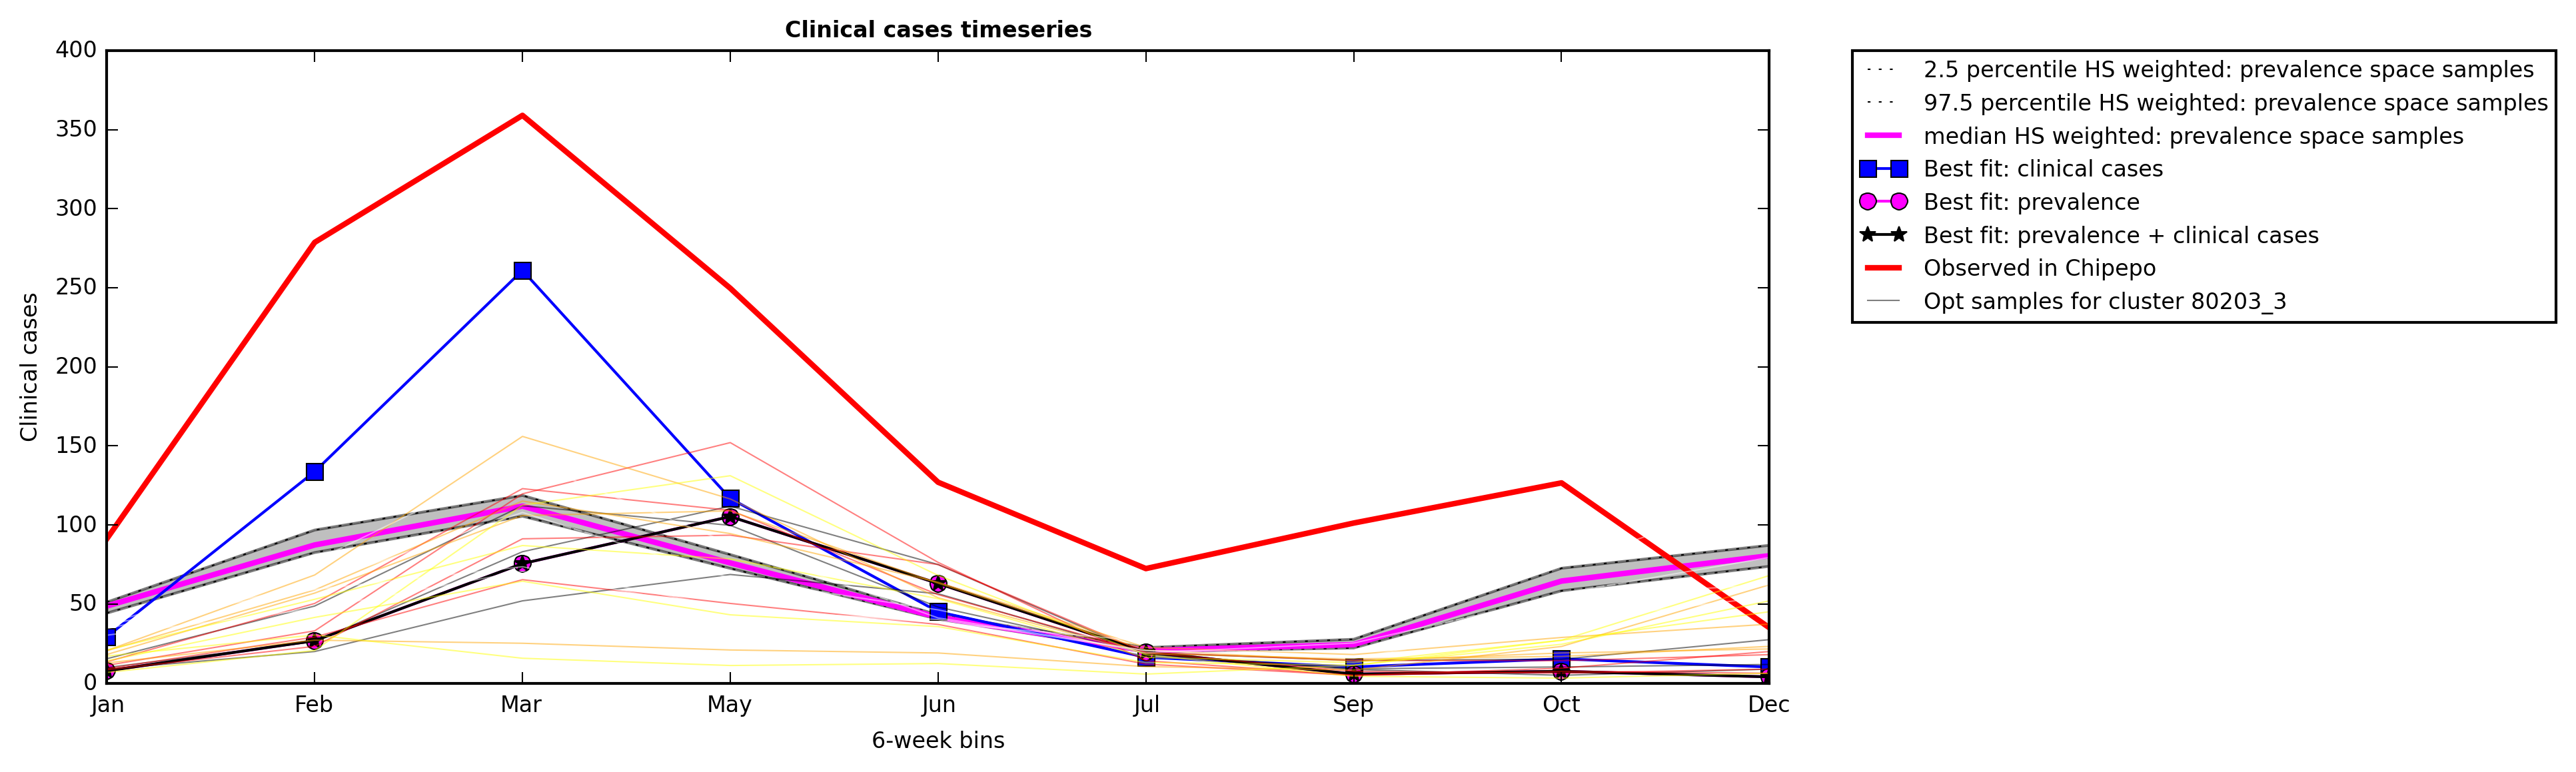 Clinical cases timeseries
400
350
300
250
200
150
100
50
0
Clinical cases
Jan Feb Mar May Jun Jul Sep Oct Dec
6-week bins
2.5 percentile HS weighted: prevalence space samples
97.5 percentile HS weighted: prevalence space samples
median HS weighted: prevalence space samples
Best fit: clinical cases
Best fit: prevalence
Best fit: prevalence + clinical cases
Observed in Chipepo
Opt samples for cluster 80203_3